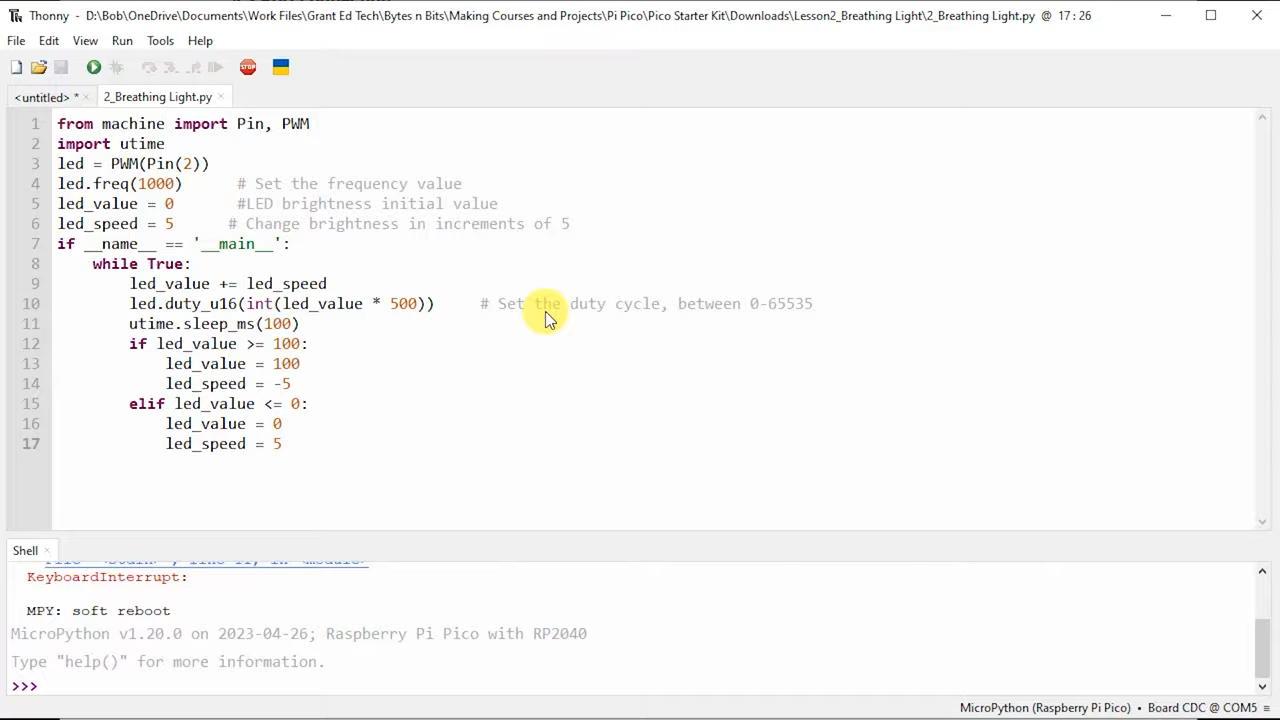 Thonny - D:\Bob\OneDrive\Documents\Work Files\Grant Ed Tech\Bytes n Bits\Making Courses and Projects\Pi Pico\Pico Starter Kit\Downloads\Lesson2_Breathing Light\2_Breathing Light.py @ 17 : 26
File Edit View Run Tools Help
STOP
<untitled> * × 2_Breathing Light.py ×
1 from machine import Pin, PWM
2 import utime
3 led = PWM(Pin(2))
4 led.freq(1000) # Set the frequency value
5 led_value = 0 #LED brightness initial value
6 led_speed = 5 # Change brightness in increments of 5
7 if __name__ == '__main__':
8 while True:
9 led_value += led_speed
10 led.duty_u16(int(led_value * 500)) # Set the duty cycle, between 0-65535
11 utime.sleep_ms(100)
12 if led_value >= 100:
13 led_value = 100
14 led_speed = -5
15 elif led_value <= 0:
16 led_value = 0
17 led_speed = 5
Shell ×
File "<stdin>", line 11, in <module>
KeyboardInterrupt:
MPY: soft reboot
MicroPython v1.20.0 on 2023-04-26; Raspberry Pi Pico with RP2040
Type "help()" for more information.
>>>
MicroPython (Raspberry Pi Pico) • Board CDC @ COM5 ≡